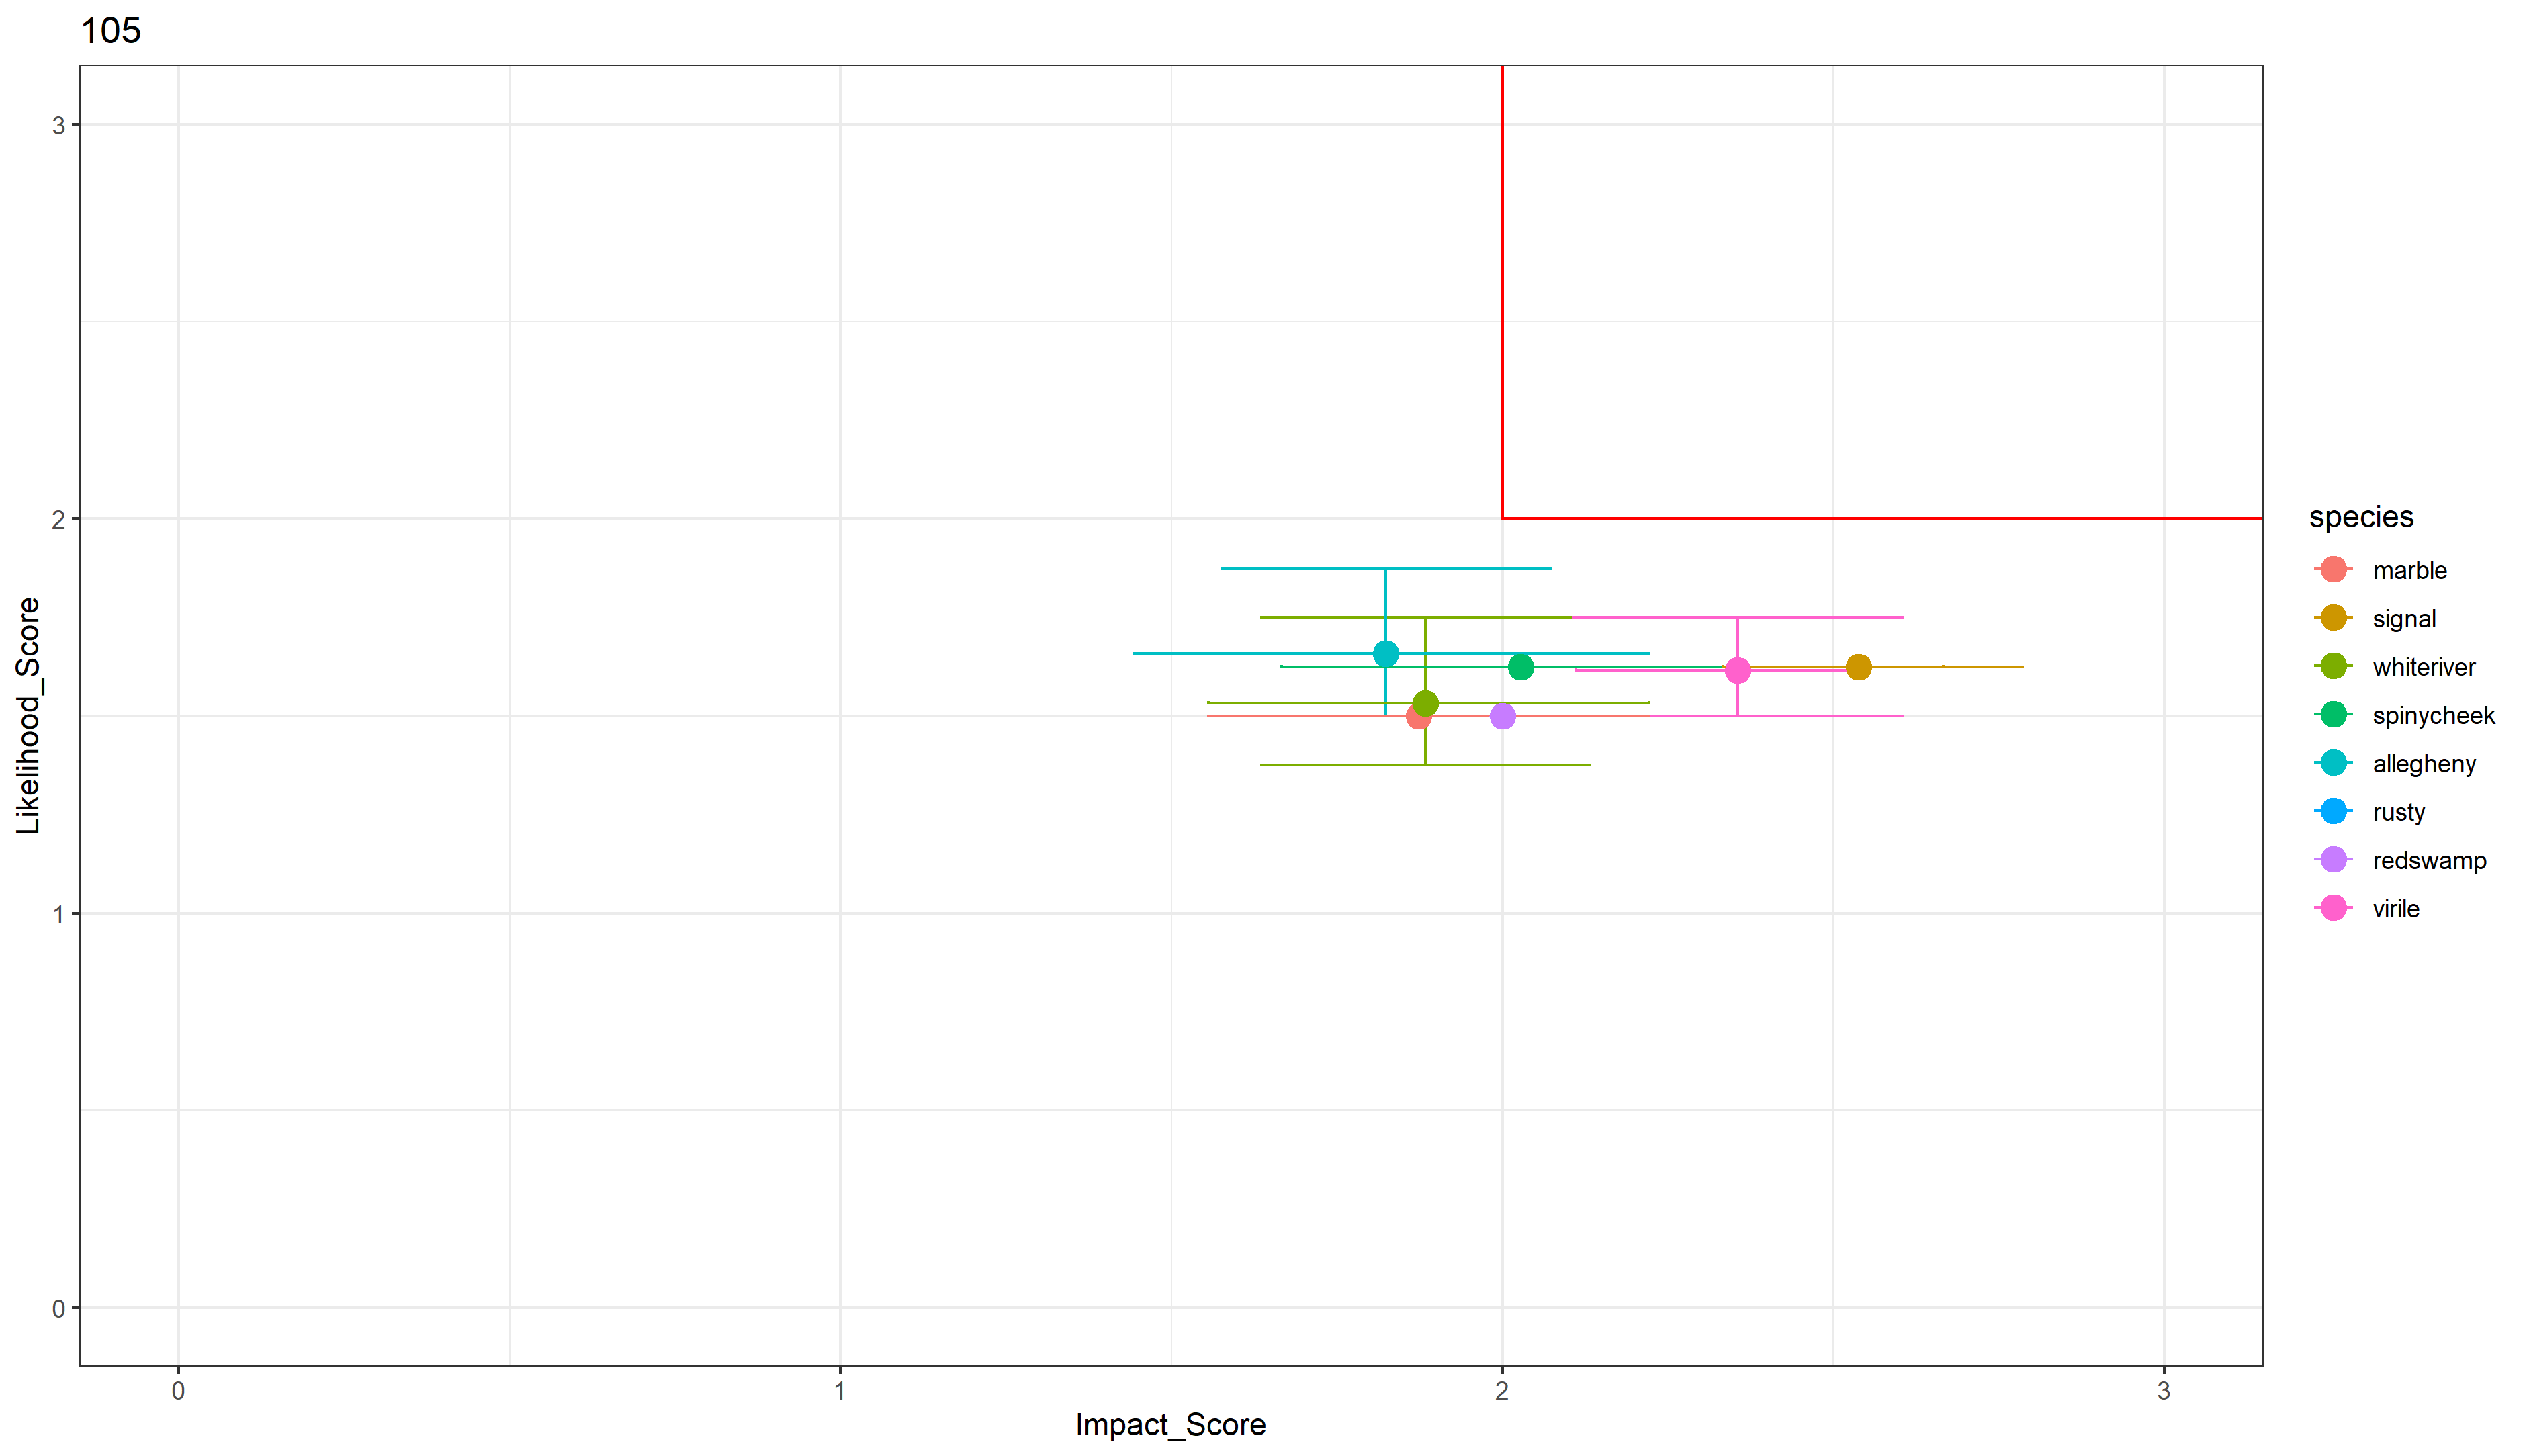 105
3
2
1
0
Likelihood_Score
0 1 2 3
Impact_Score
species
marble
signal
whiteriver
spinycheek
allegheny
rusty
redswamp
virile